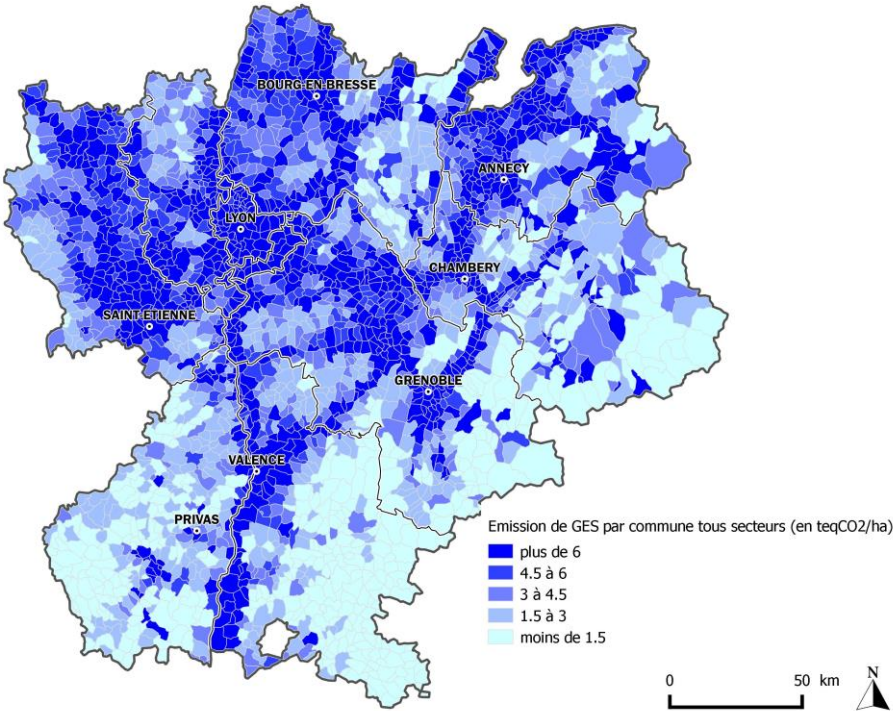 BOURG-EN-BRESSE
ANNECY
LYON
CHAMBERY
SAINT-ETIENNE
GRENOBLE
VALENCE
PRIVAS
Emission de GES par commune tous secteurs (en teqCO2/ha)
plus de 6
4.5 à 6
3 à 4.5
1.5 à 3
moins de 1.5
0 50 km
N